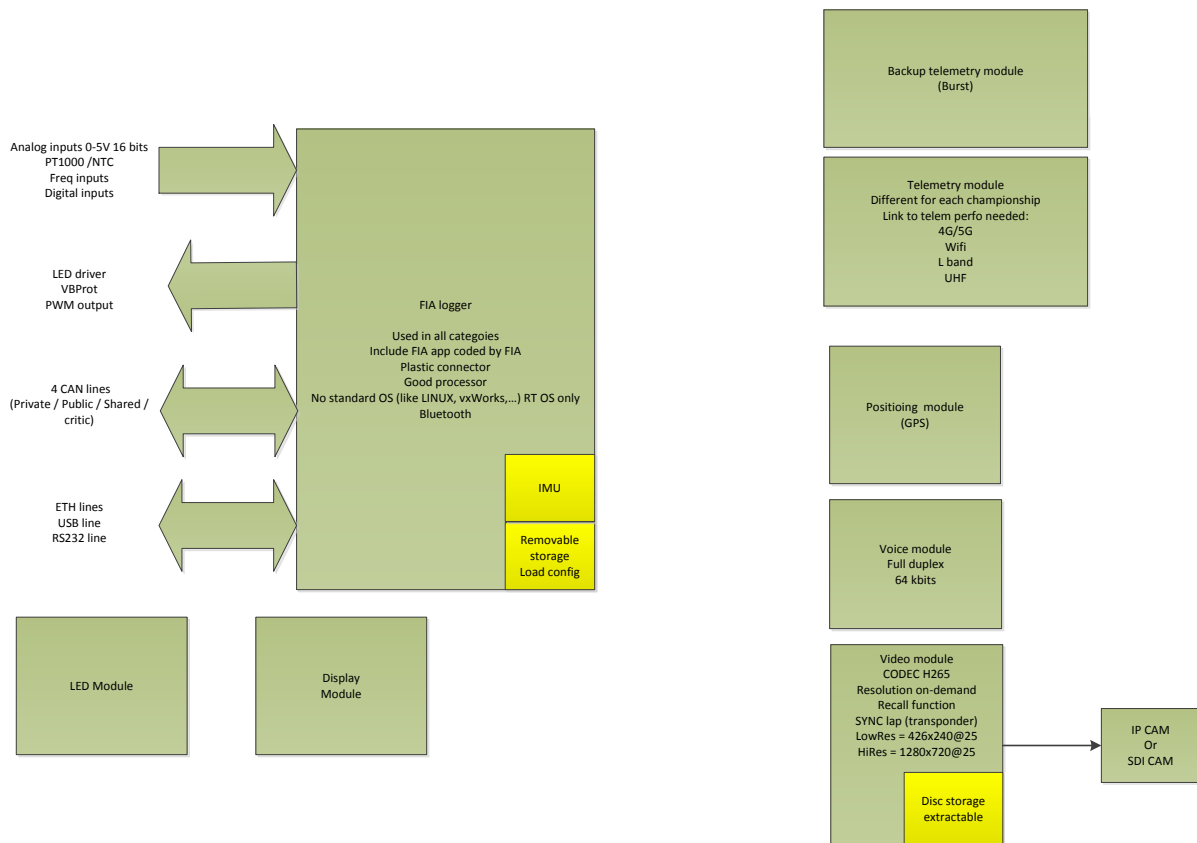 Analog inputs 0-5V 16 bits
PT1000 /NTC
Freq inputs
Digital inputs
LED driver
VBProt
PWM output
4 CAN lines
(Private / Public / Shared /
critic)
ETH lines
USB line
RS232 line
FIA logger
Used in all categoies
Include FIA app coded by FIA
Plastic connector
Good processor
No standard OS (like LINUX, vxWorks,…) RT OS only
Bluetooth
IMU
Removable
storage
Load config
LED Module
Display
Module
Backup telemetry module
(Burst)
Telemetry module
Different for each championship
Link to telem perfo needed:
4G/5G
Wifi
L band
UHF
Positioing  module
(GPS)
Voice module
Full duplex
64 kbits
Video module
CODEC H265
Resolution on-demand
Recall function
SYNC lap (transponder)
LowRes = 426x240@25
HiRes = 1280x720@25
Disc storage
extractable
IP CAM
Or
SDI CAM